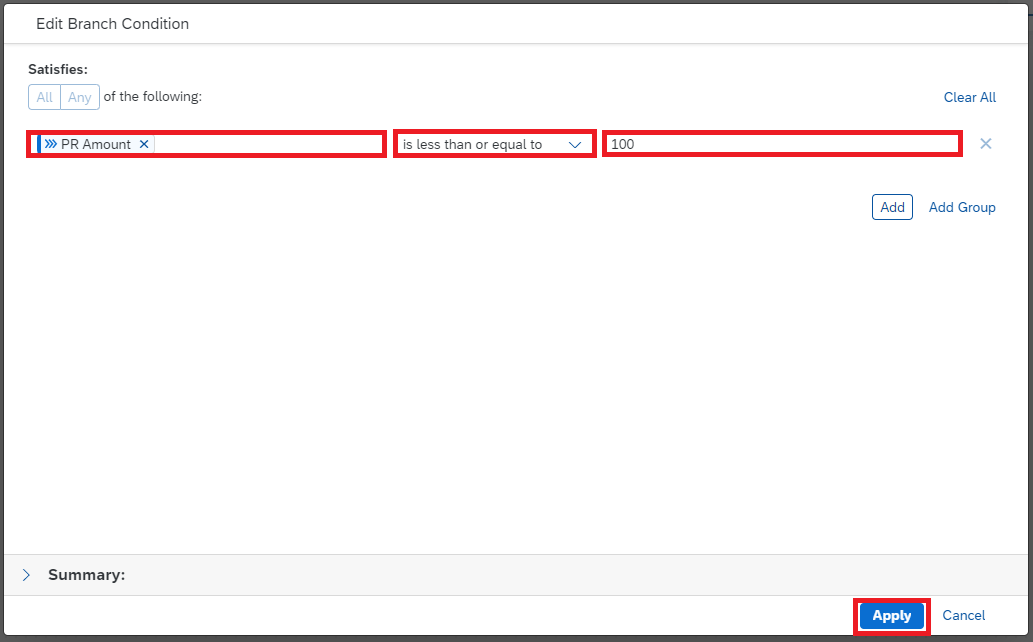 Edit Branch Condition
Satisfies:
All Any of the following:
Clear All
PR Amount is less than or equal to 100
Add Add Group
Summary:
Apply Cancel